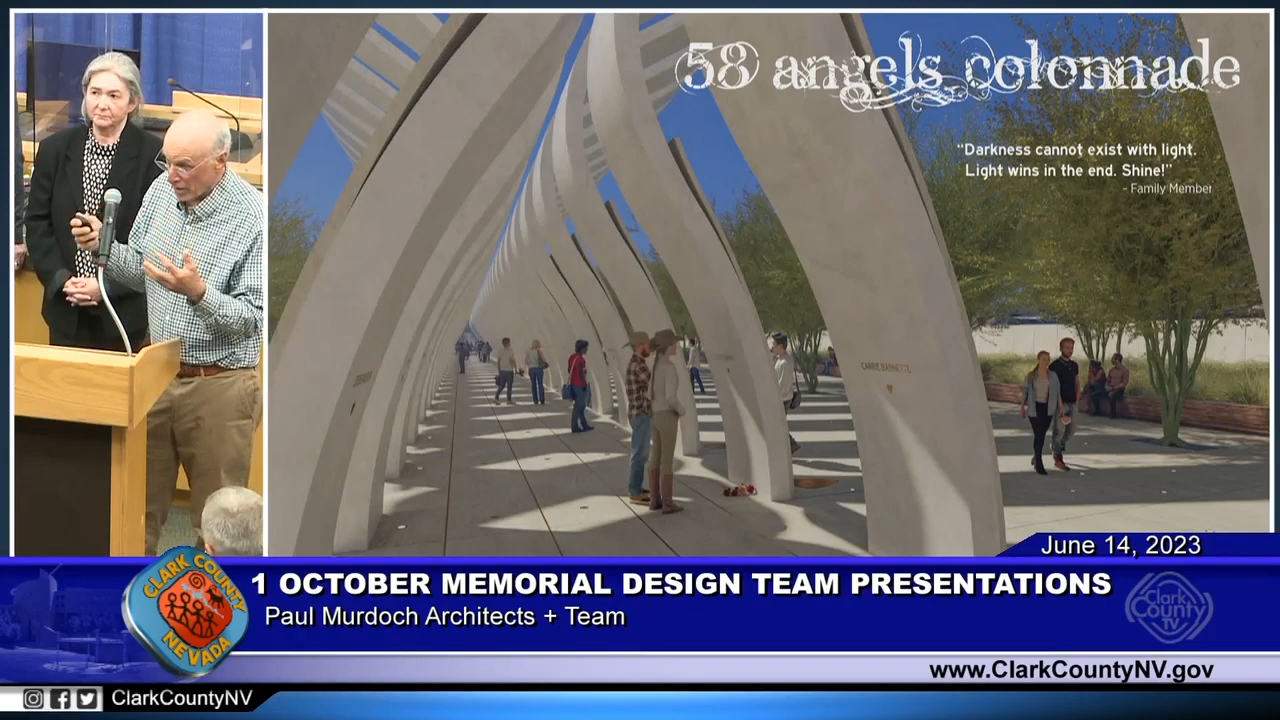 58 angels colonnade
“Darkness cannot exist with light.
Light wins in the end. Shine!”
- Family Member
CARRIE BARNETTE
June 14, 2023
1 OCTOBER MEMORIAL DESIGN TEAM PRESENTATIONS
Paul Murdoch Architects + Team
CLARK COUNTY
NEVADA
Clark
County
TV
www.ClarkCountyNV.gov
ClarkCountyNV